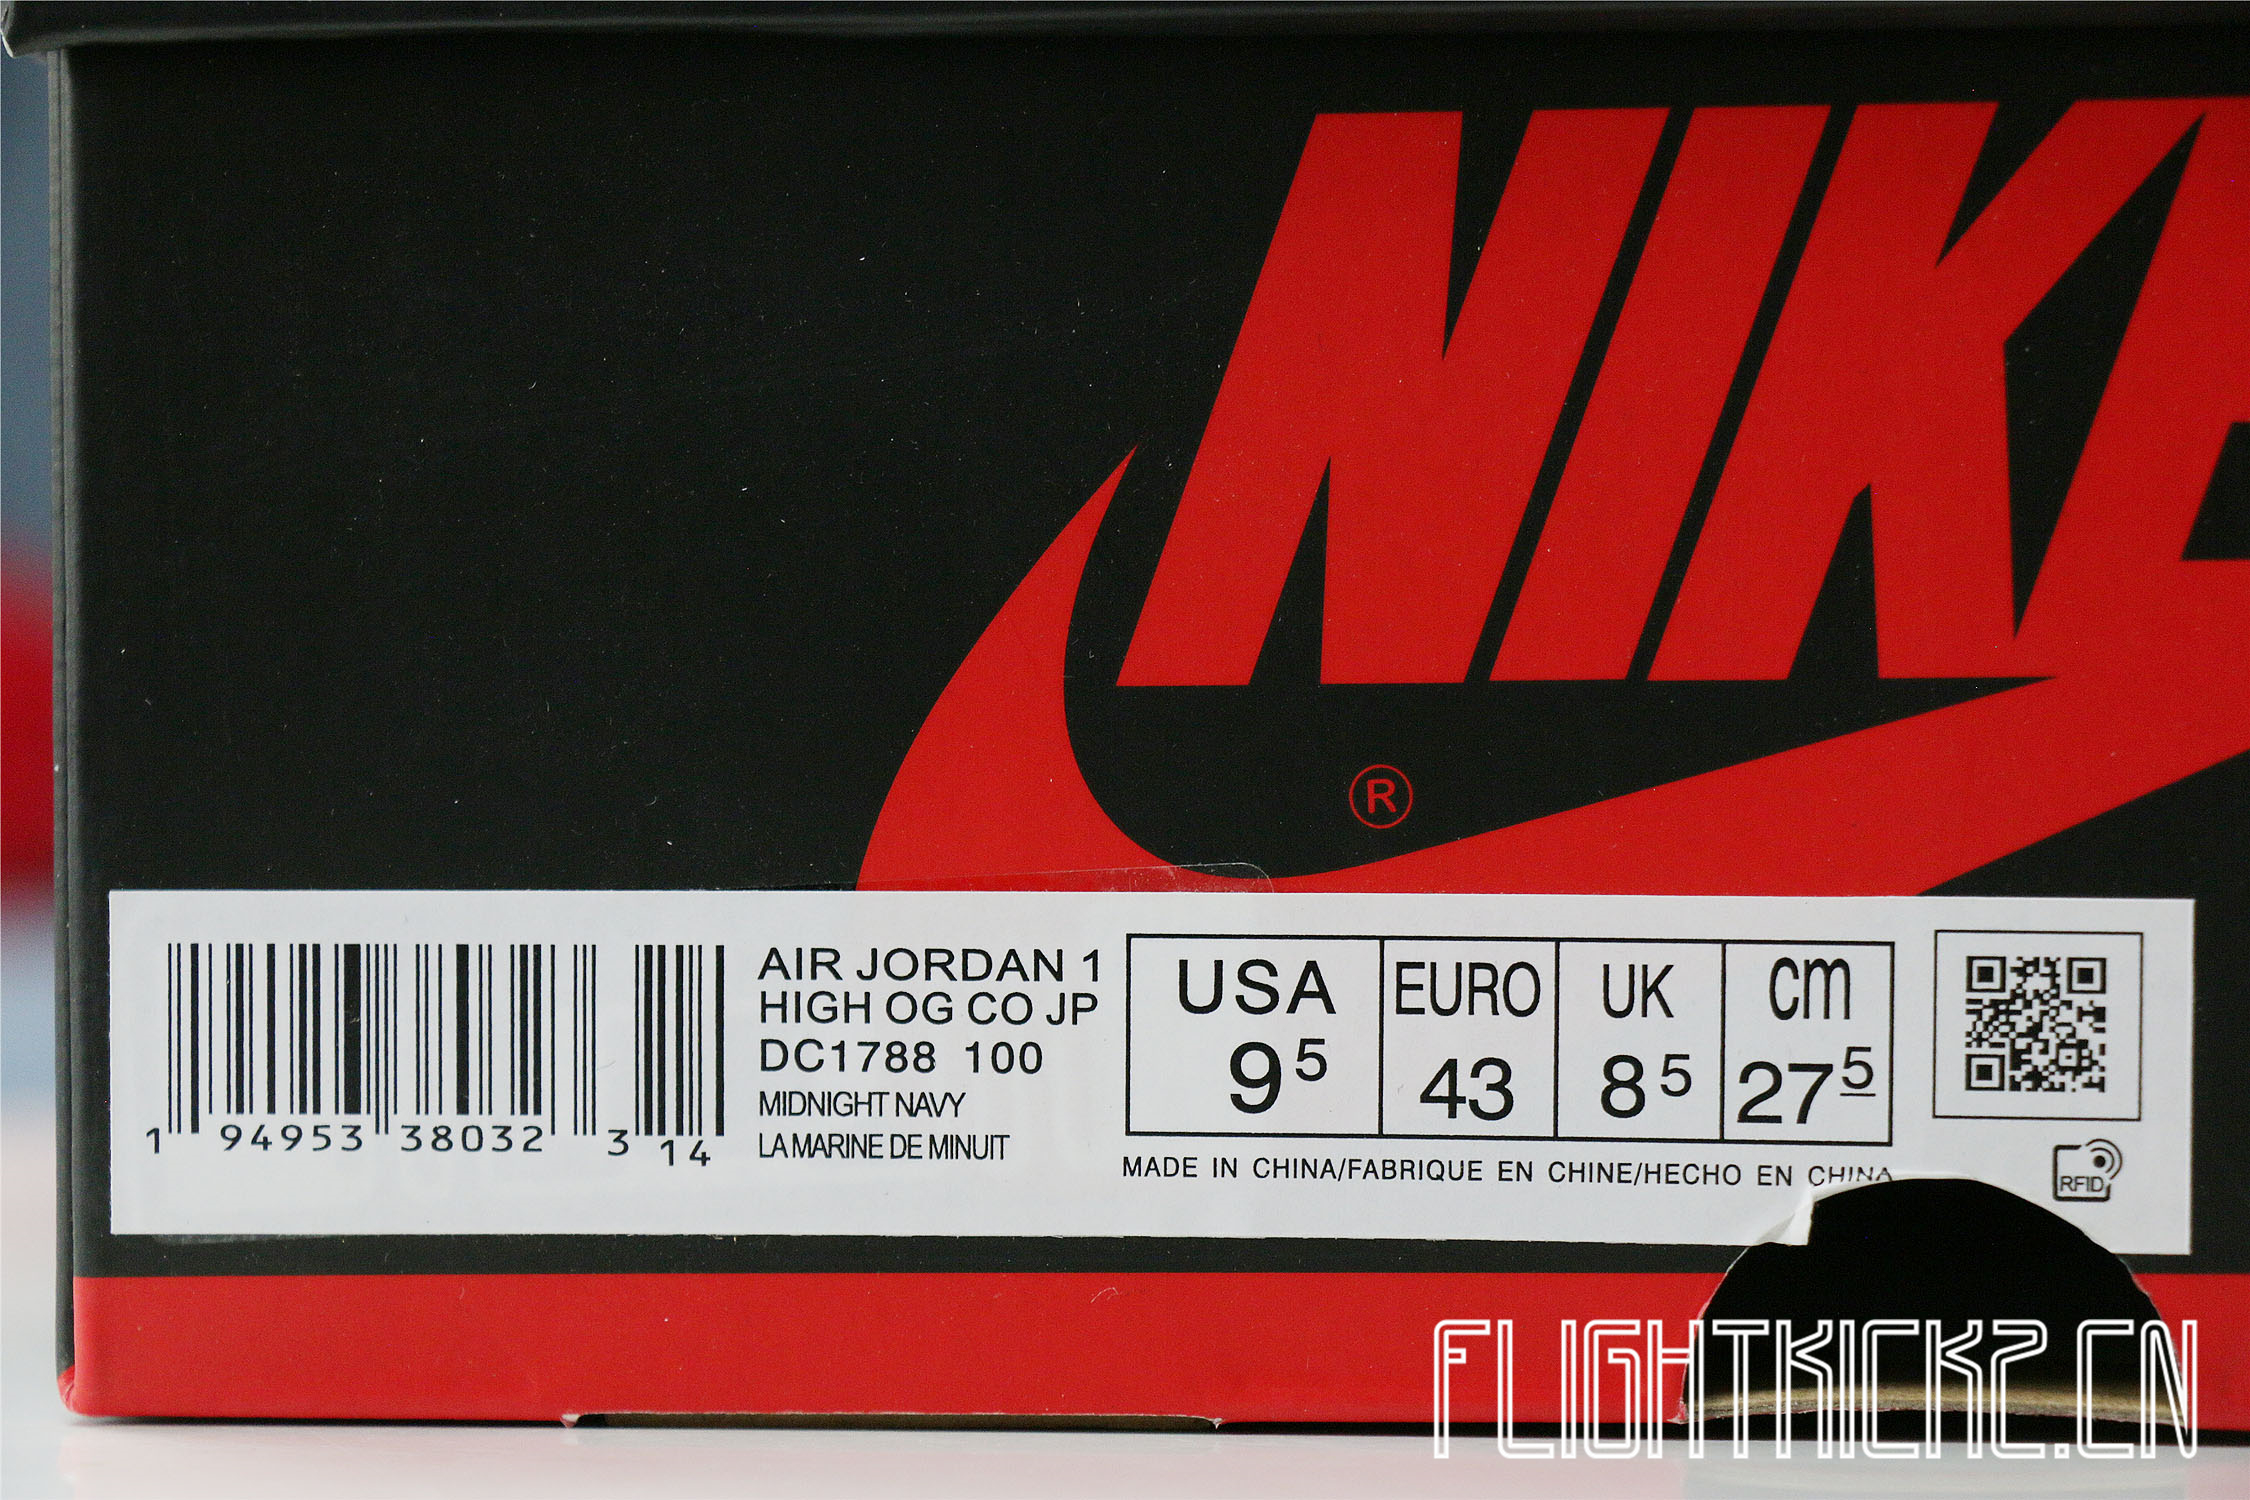 NIKE
®
AIR JORDAN 1
HIGH OG CO JP
DC1788 100
MIDNIGHT NAVY
LA MARINE DE MINUIT
1 94953 38032 3 14
USA EURO UK cm
9 5 43 8 5 27 5
MADE IN CHINA/FABRIQUE EN CHINE/HECHO EN CHINA
RFID
FLIGHTKICKZ.CN